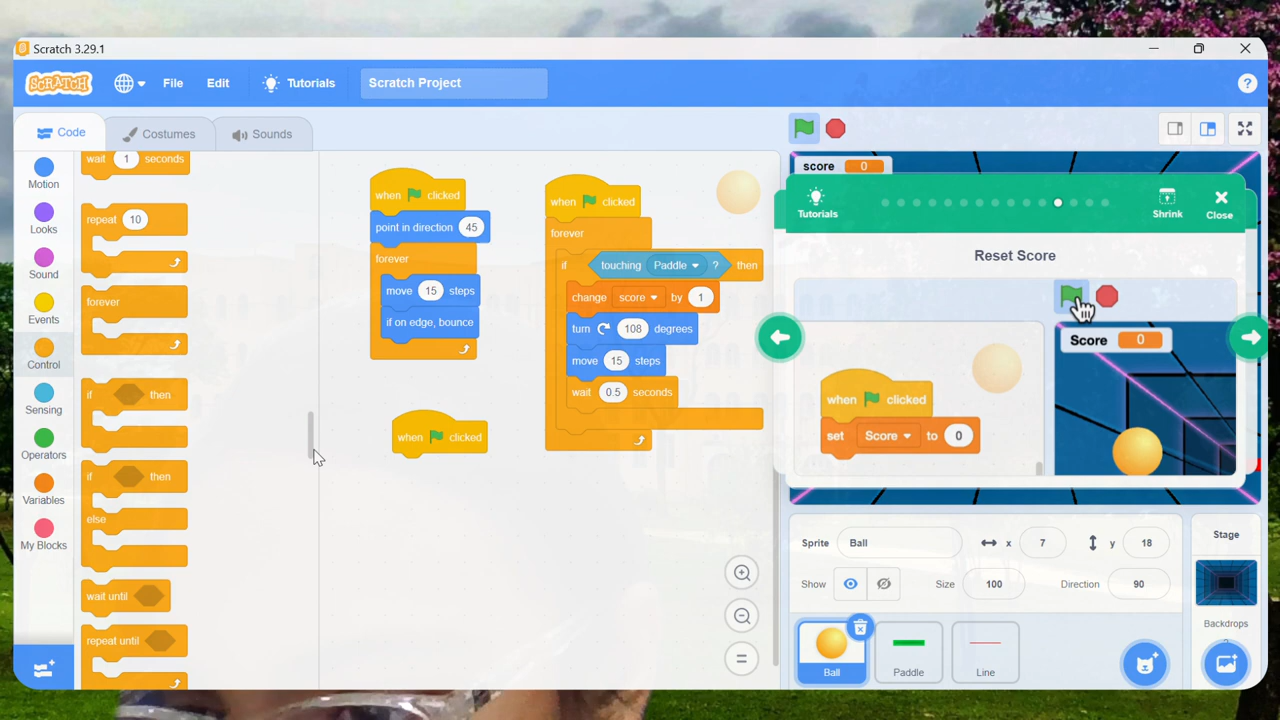 Scratch 3.29.1
SCRATCH
File
Edit
Tutorials
Scratch Project
?
Code
Costumes
Sounds
Motion
Looks
Sound
Events
Control
Sensing
Operators
Variables
My Blocks
wait 1 seconds
repeat 10
forever
if then
if then
else
wait until
repeat until
when clicked
point in direction 45
forever
move 15 steps
if on edge, bounce
when clicked
when clicked
forever
if touching Paddle ? then
change score by 1
turn 108 degrees
move 15 steps
wait 0.5 seconds
score 0
Tutorials
Shrink
Close
Reset Score
Score 0
when clicked
set Score to 0
Sprite Ball x 7 y 18
Show Size 100 Direction 90
Ball
Paddle
Line
Stage
Backdrops